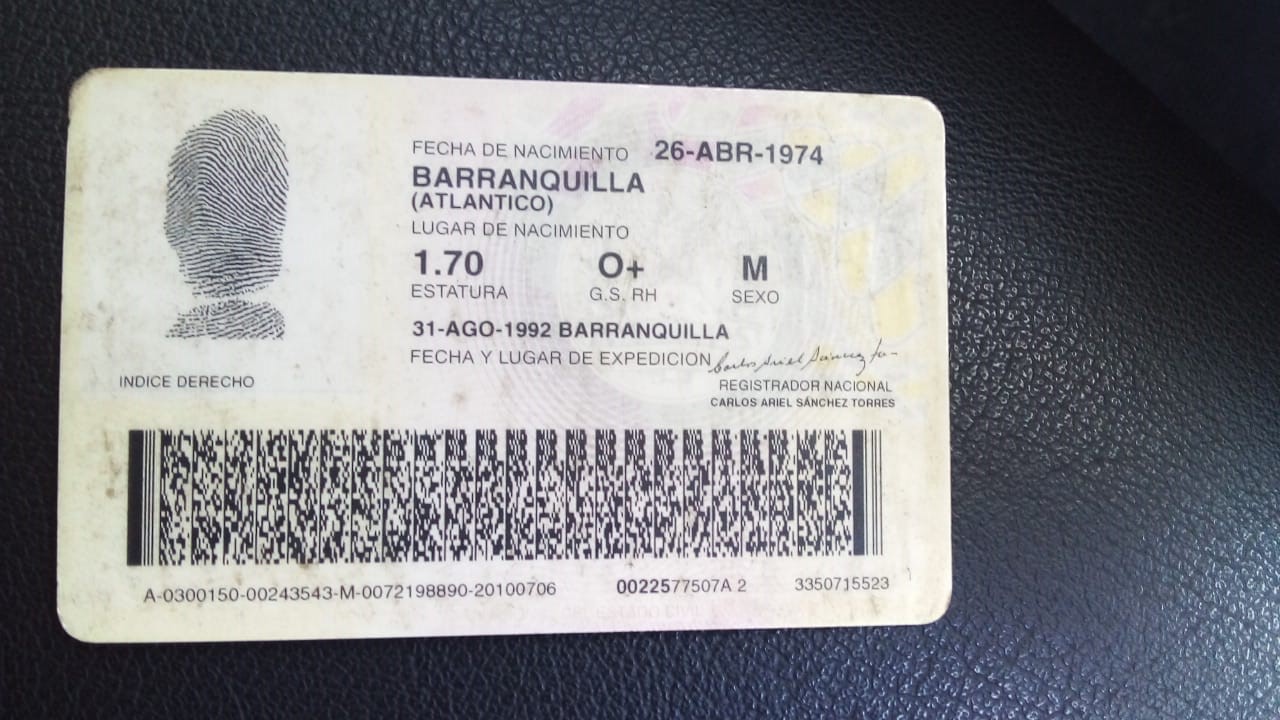 FECHA DE NACIMIENTO 26-ABR-1974
BARRANQUILLA
(ATLANTICO)
LUGAR DE NACIMIENTO
1.70 O+ M
ESTATURA G.S. RH SEXO
31-AGO-1992 BARRANQUILLA
FECHA Y LUGAR DE EXPEDICION
INDICE DERECHO
REGISTRADOR NACIONAL
CARLOS ARIEL SÁNCHEZ TORRES
A-0300150-00243543-M-0072198890-20100706 0022577507A 2 3350715523